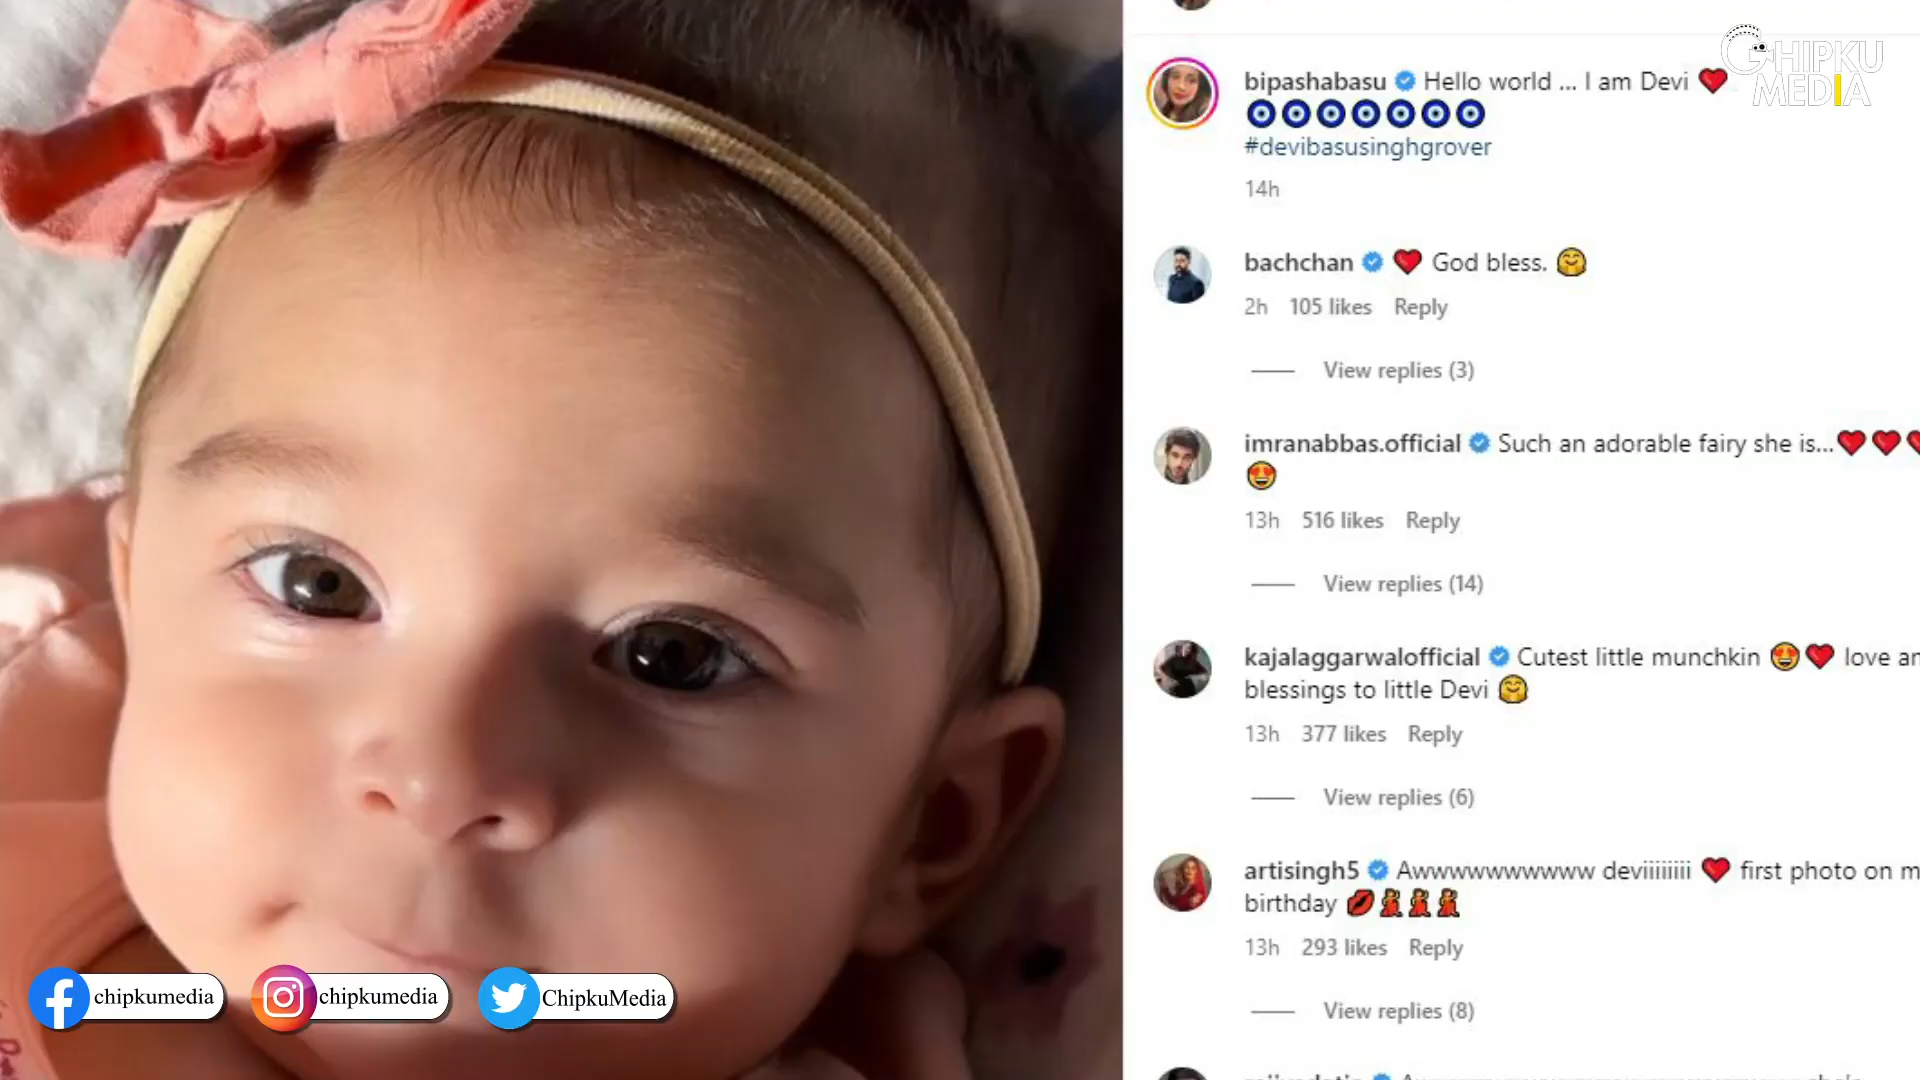 CHIPKU
MEDIA
bipashabasu Hello world ... I am Devi ❤️
🧿🧿🧿🧿🧿🧿🧿
#devibasusinghgrover
14h
bachchan ❤️ God bless. 🤗
2h 105 likes Reply
View replies (3)
imranabbas.official Such an adorable fairy she is...❤️❤️❤️
😍
13h 516 likes Reply
View replies (14)
kajalaggarwalofficial Cutest little munchkin 😍❤️ love an
blessings to little Devi 🤗
13h 377 likes Reply
View replies (6)
artisingh5 Awwwwwwwwwww deviiiiiiii ❤️ first photo on m
birthday 💋💃💃💃
13h 293 likes Reply
View replies (8)
chipkumedia
chipkumedia
ChipkuMedia